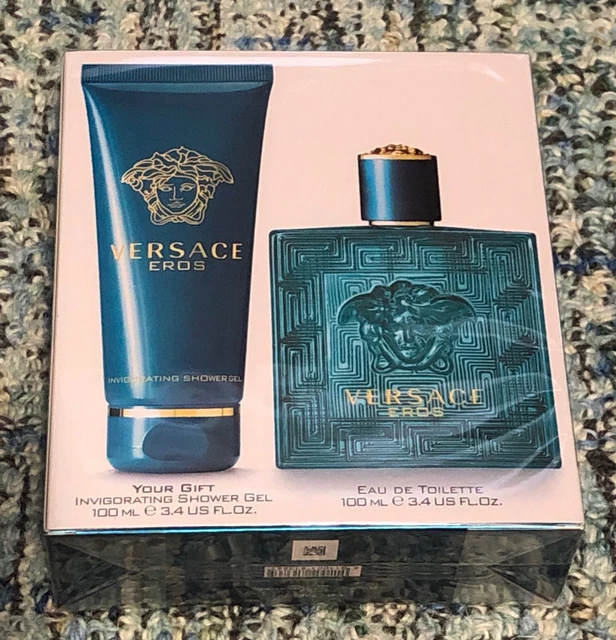 VERSACE
EROS
INVIGORATING SHOWER GEL
VERSACE
EROS
YOUR GIFT
INVIGORATING SHOWER GEL
100 ML e 3.4 US FL.OZ.
EAU DE TOILETTE
100 ML e 3.4 US FL.OZ.